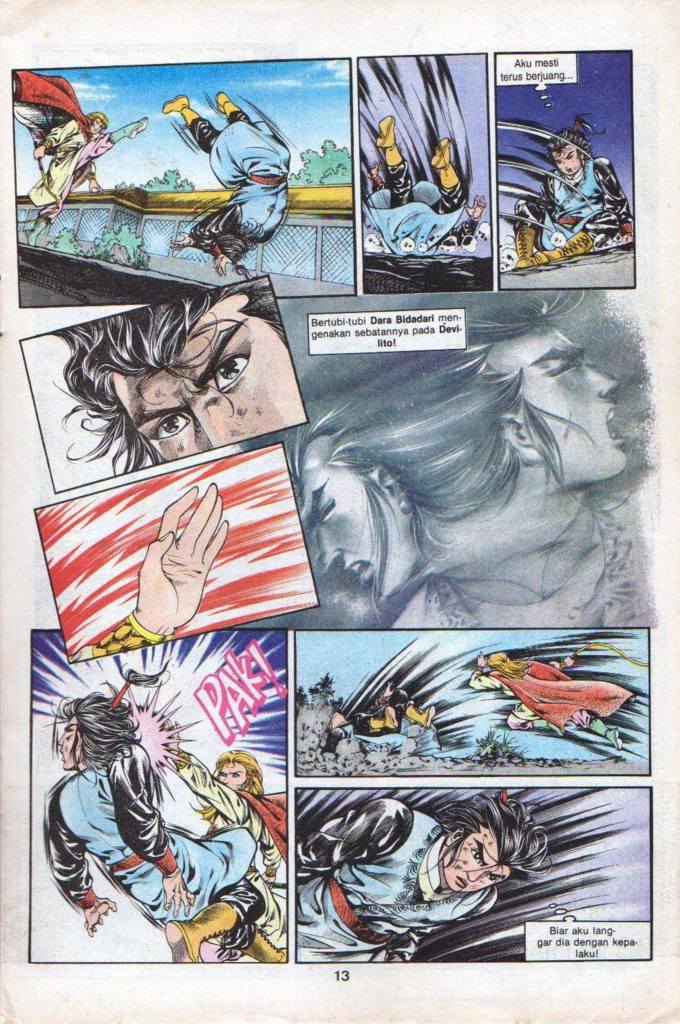 Aku mesti
terus berjuang...
Bertubi-tubi Dara Bidadari men-
genakan sebatannya pada Devi-
lito!
PAK!
Biar aku lang-
gar dia dengan kepa-
laku!
13